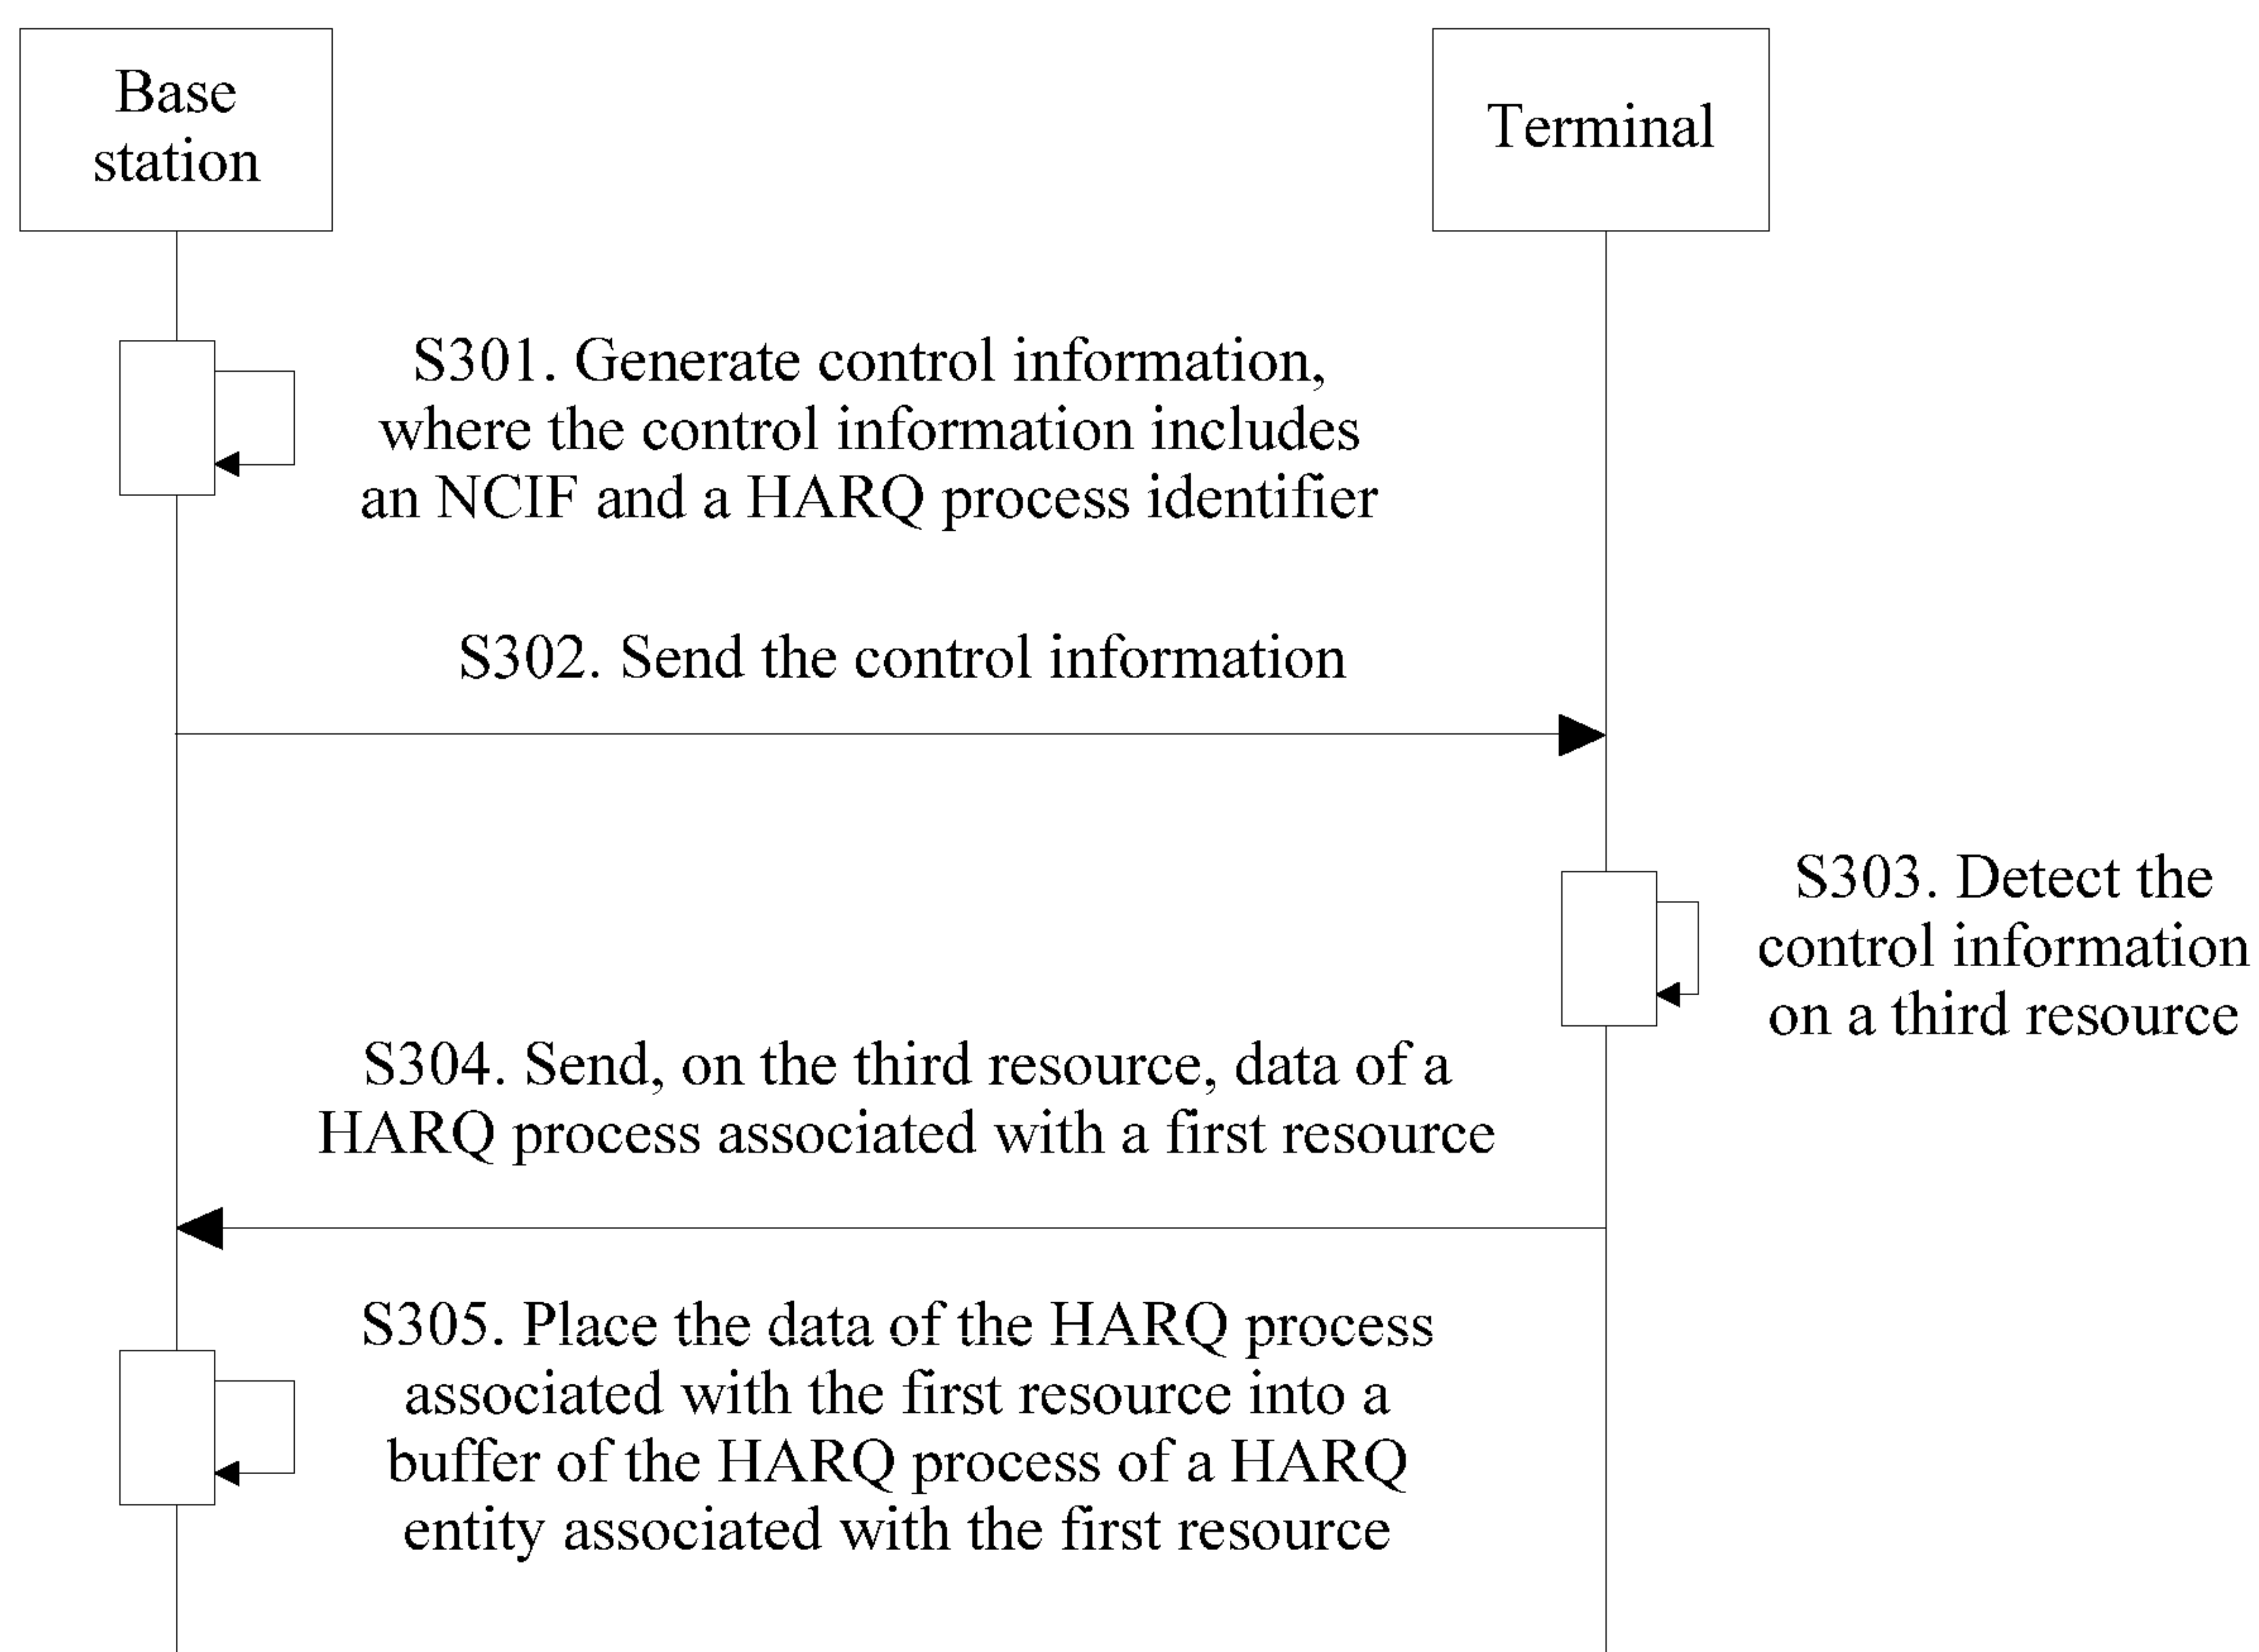 Base
station
Terminal
S301. Generate control information,
where the control information includes
an NCIF and a HARQ process identifier
S302. Send the control information
S303. Detect the
control information
on a third resource
S304. Send, on the third resource, data of a
HARQ process associated with a first resource
S305. Place the data of the HARQ process
associated with the first resource into a
buffer of the HARQ process of a HARQ
entity associated with the first resource